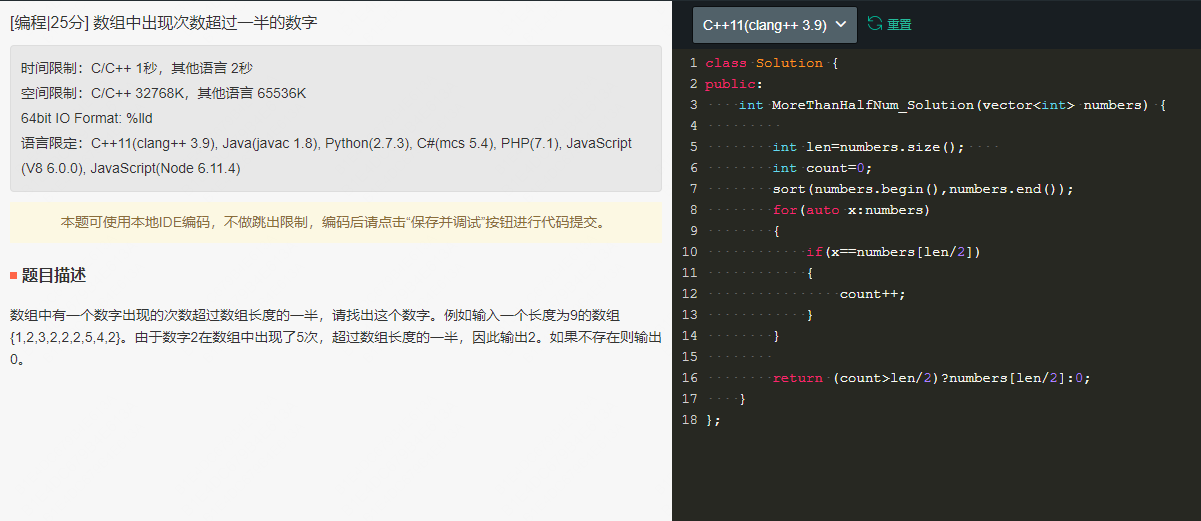 [编程|25分] 数组中出现次数超过一半的数字
时间限制：C/C++ 1秒，其他语言 2秒
空间限制：C/C++ 32768K，其他语言 65536K
64bit IO Format: %lld
语言限定：C++11(clang++ 3.9), Java(javac 1.8), Python(2.7.3), C#(mcs 5.4), PHP(7.1), JavaScript
(V8 6.0.0), JavaScript(Node 6.11.4)
本题可使用本地IDE编码，不做跳出限制，编码后请点击“保存并调试”按钮进行代码提交。
题目描述
数组中有一个数字出现的次数超过数组长度的一半，请找出这个数字。例如输入一个长度为9的数组
{1,2,3,2,2,2,5,4,2}。由于数字2在数组中出现了5次，超过数组长度的一半，因此输出2。如果不存在则输出
0。
C++11(clang++ 3.9) 重置
1 class Solution {
2 public:
3 int MoreThanHalfNum_Solution(vector<int> numbers) {
4
5 int len=numbers.size();
6 int count=0;
7 sort(numbers.begin(),numbers.end());
8 for(auto x:numbers)
9 {
10 if(x==numbers[len/2])
11 {
12 count++;
13 }
14 }
15
16 return (count>len/2)?numbers[len/2]:0;
17 }
18 };